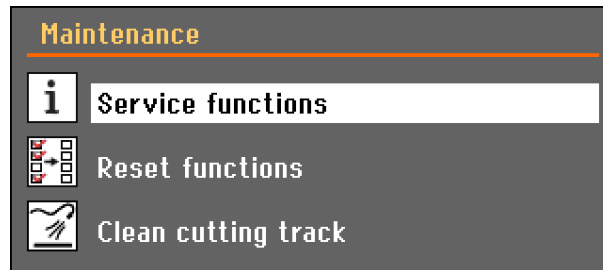 Maintenance
i
Service functions
Reset functions
Clean cutting track